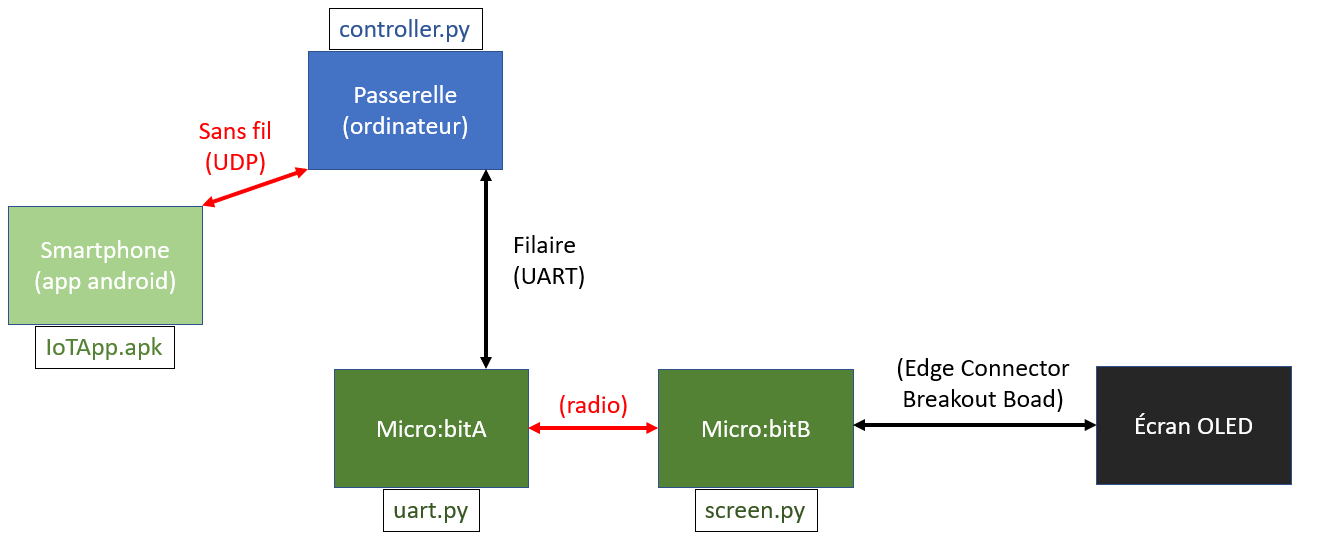 controller.py
Passerelle
(ordinateur)
Sans fil
(UDP)
Smartphone
(app android)
IoTApp.apk
Filaire
(UART)
Micro:bitA
uart.py
(radio)
Micro:bitB
screen.py
(Edge Connector
Breakout Boad)
Écran OLED